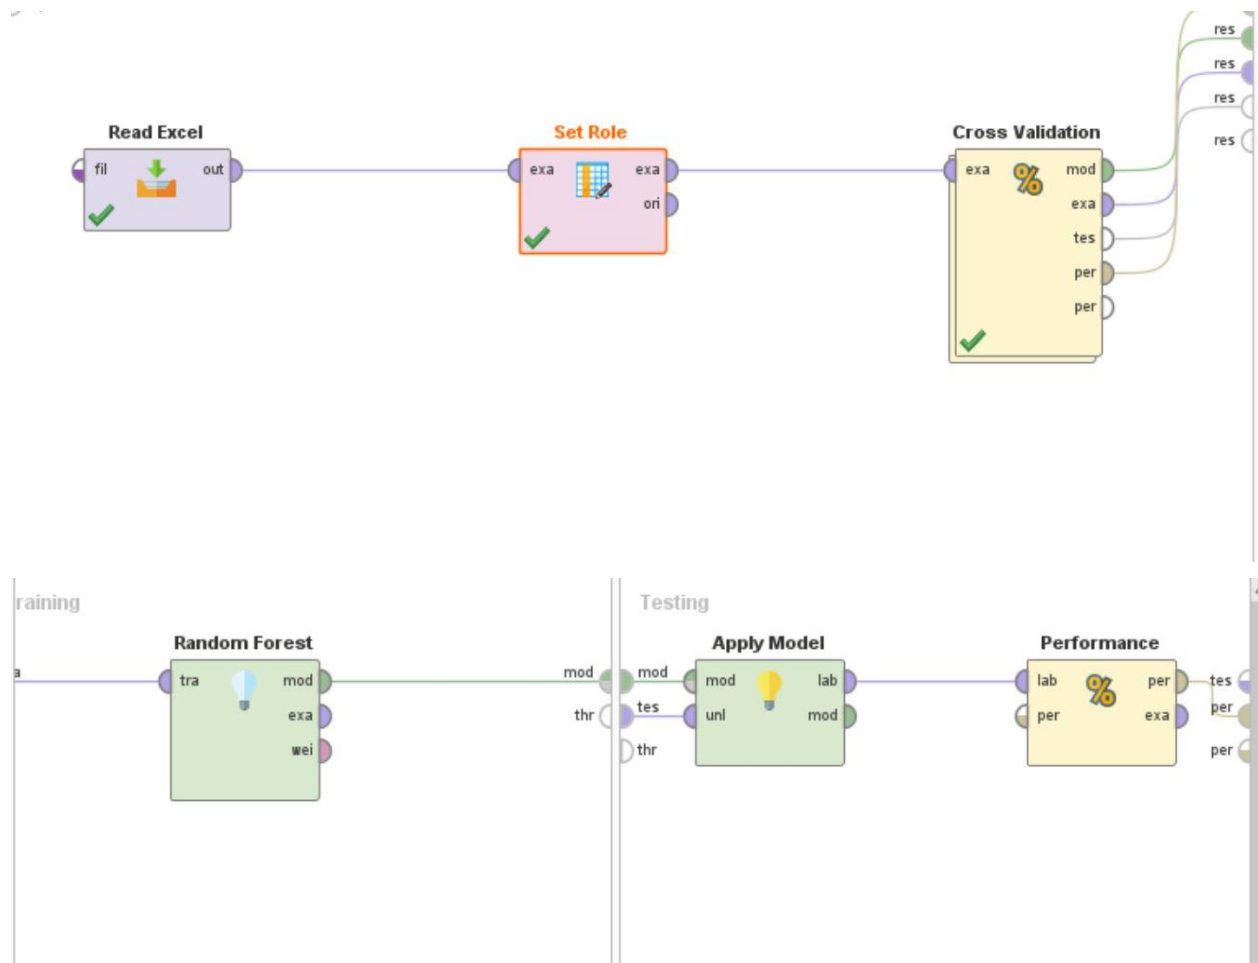 res
res
res
res
Read Excel
Set Role
Cross Validation
fil out
exa exa
ori
exa mod
exa
tes
per
per
raining
Testing
Random Forest
Apply Model
Performance
a
tra mod
exa
wei
mod
thr
mod
tes
thr
mod lab
unl mod
lab per
per exa
tes
per
per